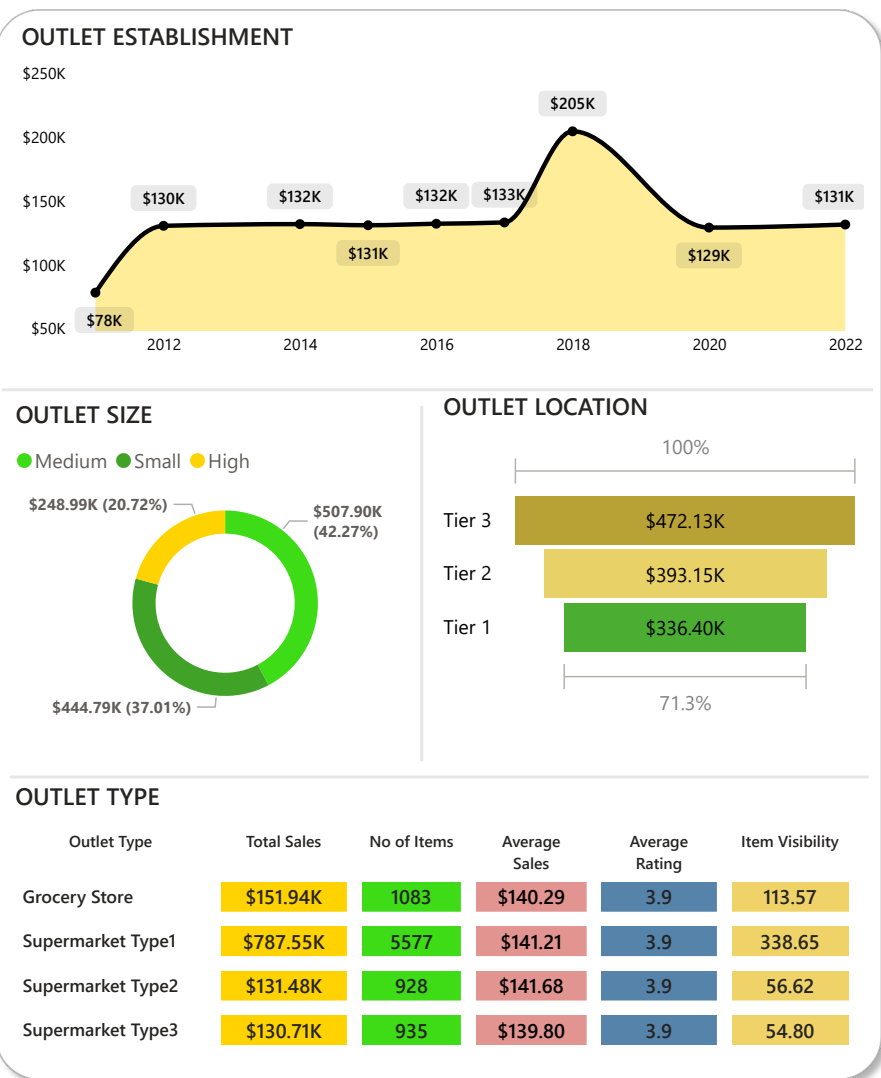 OUTLET ESTABLISHMENT
$250K
$200K
$150K
$100K
$50K
$78K
$130K
$132K
$131K
$132K
$133K
$205K
$129K
$131K
2012
2014
2016
2018
2020
2022
OUTLET SIZE
Medium
Small
High
$248.99K (20.72%)
$507.90K
(42.27%)
$444.79K (37.01%)
OUTLET LOCATION
100%
Tier 3
$472.13K
Tier 2
$393.15K
Tier 1
$336.40K
71.3%
OUTLET TYPE
Outlet Type
Total Sales
No of Items
Average
Sales
Average
Rating
Item Visibility
Grocery Store
$151.94K
1083
$140.29
3.9
113.57
Supermarket Type1
$787.55K
5577
$141.21
3.9
338.65
Supermarket Type2
$131.48K
928
$141.68
3.9
56.62
Supermarket Type3
$130.71K
935
$139.80
3.9
54.80